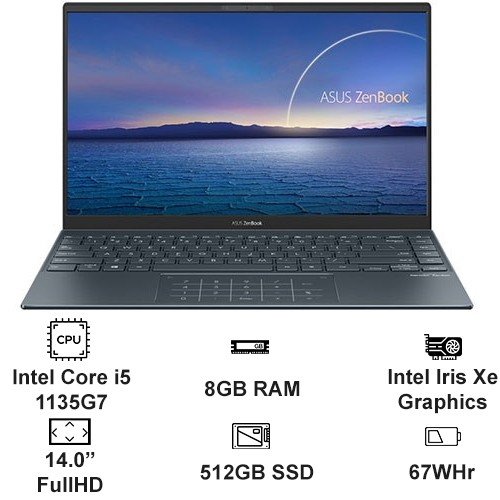 ASUS ZenBook
ASUS ZenBook
CPU
GB
Intel Core i5
1135G7
8GB RAM
Intel Iris Xe
Graphics
14.0”
FullHD
512GB SSD
67WHr